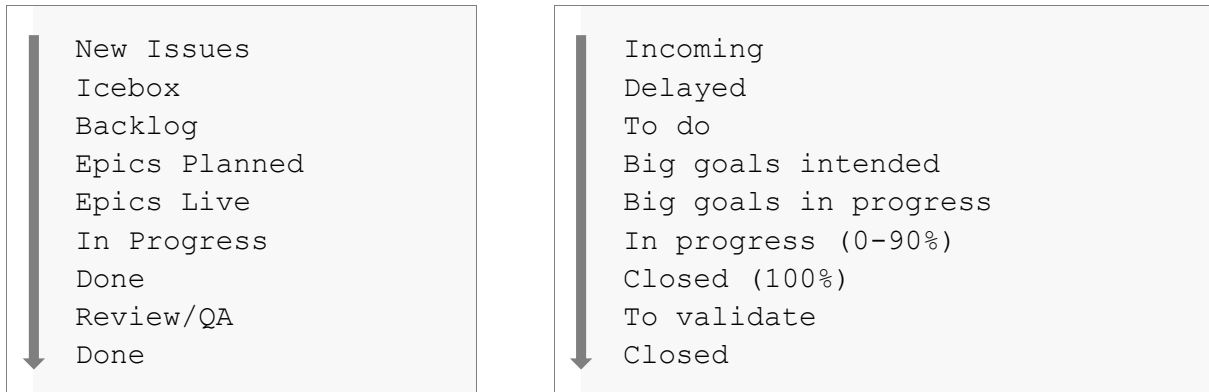 New Issues
Icebox
Backlog
Epics Planned
Epics Live
In Progress
Done
Review/QA
Done
Incoming
Delayed
To do
Big goals intended
Big goals in progress
In progress (0-90%)
Closed (100%)
To validate
Closed